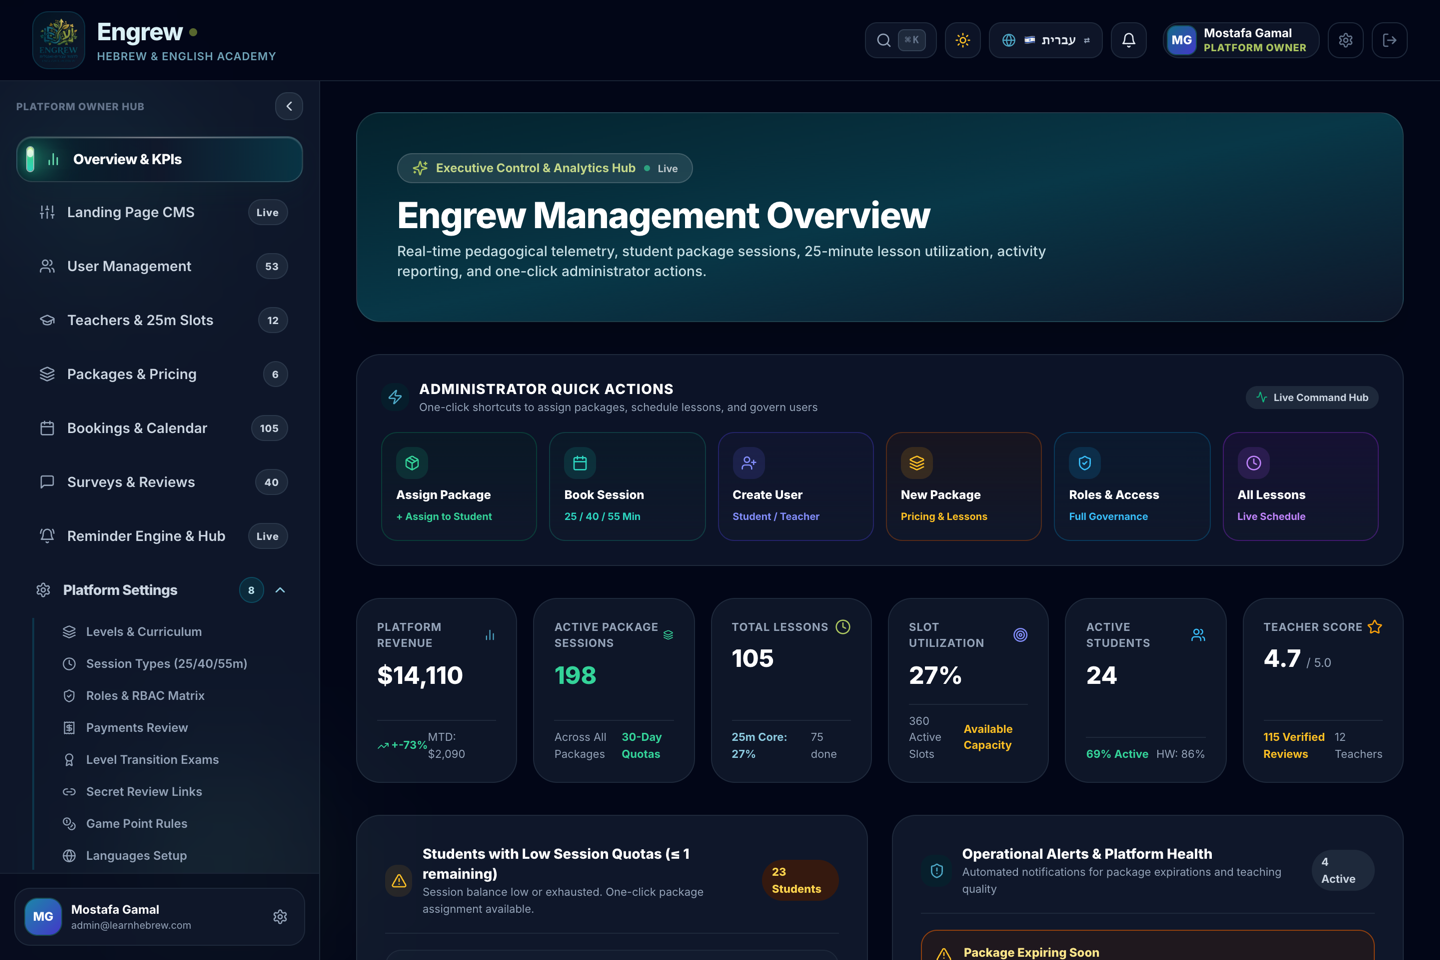 ENGREW
Engrew
HEBREW & ENGLISH ACADEMY
⌘K
עברית
MG
Mostafa Gamal
PLATFORM OWNER
PLATFORM OWNER HUB
Overview & KPIs
Landing Page CMS
Live
User Management
53
Teachers & 25m Slots
12
Packages & Pricing
6
Bookings & Calendar
105
Surveys & Reviews
40
Reminder Engine & Hub
Live
Platform Settings
8
Levels & Curriculum
Session Types (25/40/55m)
Roles & RBAC Matrix
Payments Review
Level Transition Exams
Secret Review Links
Game Point Rules
Languages Setup
MG
Mostafa Gamal
admin@learnhebrew.com
Executive Control & Analytics Hub
Live
Engrew Management Overview
Real-time pedagogical telemetry, student package sessions, 25-minute lesson utilization, activity
reporting, and one-click administrator actions.
ADMINISTRATOR QUICK ACTIONS
One-click shortcuts to assign packages, schedule lessons, and govern users
Live Command Hub
Assign Package
+ Assign to Student
Book Session
25 / 40 / 55 Min
Create User
Student / Teacher
New Package
Pricing & Lessons
Roles & Access
Full Governance
All Lessons
Live Schedule
PLATFORM
REVENUE
$14,110
+-73%
MTD:
$2,090
ACTIVE PACKAGE
SESSIONS
198
Across All
Packages
30-Day
Quotas
TOTAL LESSONS
105
25m Core:
27%
75
done
SLOT
UTILIZATION
27%
360
Active
Slots
Available
Capacity
ACTIVE
STUDENTS
24
69% Active
HW: 86%
TEACHER SCORE
4.7 / 5.0
115 Verified
Reviews
12
Teachers
Students with Low Session Quotas (≤ 1
remaining)
Session balance low or exhausted. One-click package
assignment available.
23
Students
Operational Alerts & Platform Health
Automated notifications for package expirations and teaching
quality
4
Active
Package Expiring Soon